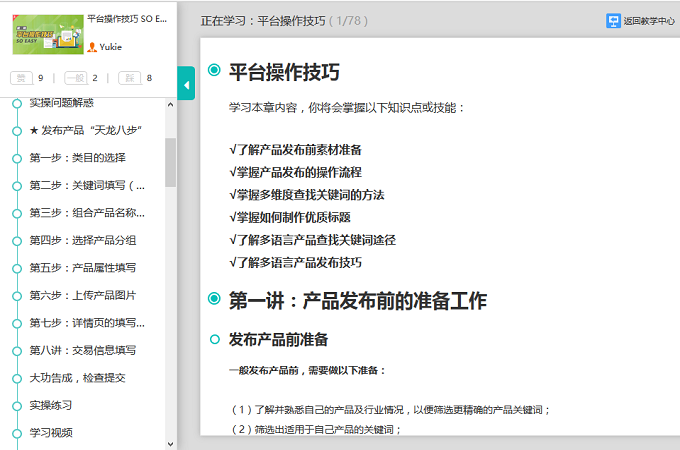 平台操作技巧
SO EASY
平台操作技巧 SO E...
Yukie
赞 9 | 一般 2 | 踩 8
实操问题解惑
★ 发布产品“天龙八步”
第一步：类目的选择
第二步：关键词填写（...
第三步：组合产品名称...
第四步：选择产品分组
第五步：产品属性填写
第六步：上传产品图片
第七步：详情页的填写...
第八讲：交易信息填写
大功告成，检查提交
实操练习
学习视频
正在学习：平台操作技巧（1/78）
返回教学中心
平台操作技巧
学习本章内容，你将会掌握以下知识点或技能：
√了解产品发布前素材准备
√掌握产品发布的操作流程
√掌握多维度查找关键词的方法
√掌握如何制作优质标题
√了解多语言产品查找关键词途径
√了解多语言产品发布技巧
第一讲：产品发布前的准备工作
发布产品前准备
一般发布产品前，需要做以下准备：
（1）了解并熟悉自己的产品及行业情况，以便筛选更精确的产品关键词；
（2）筛选出适用于自己产品的关键词；